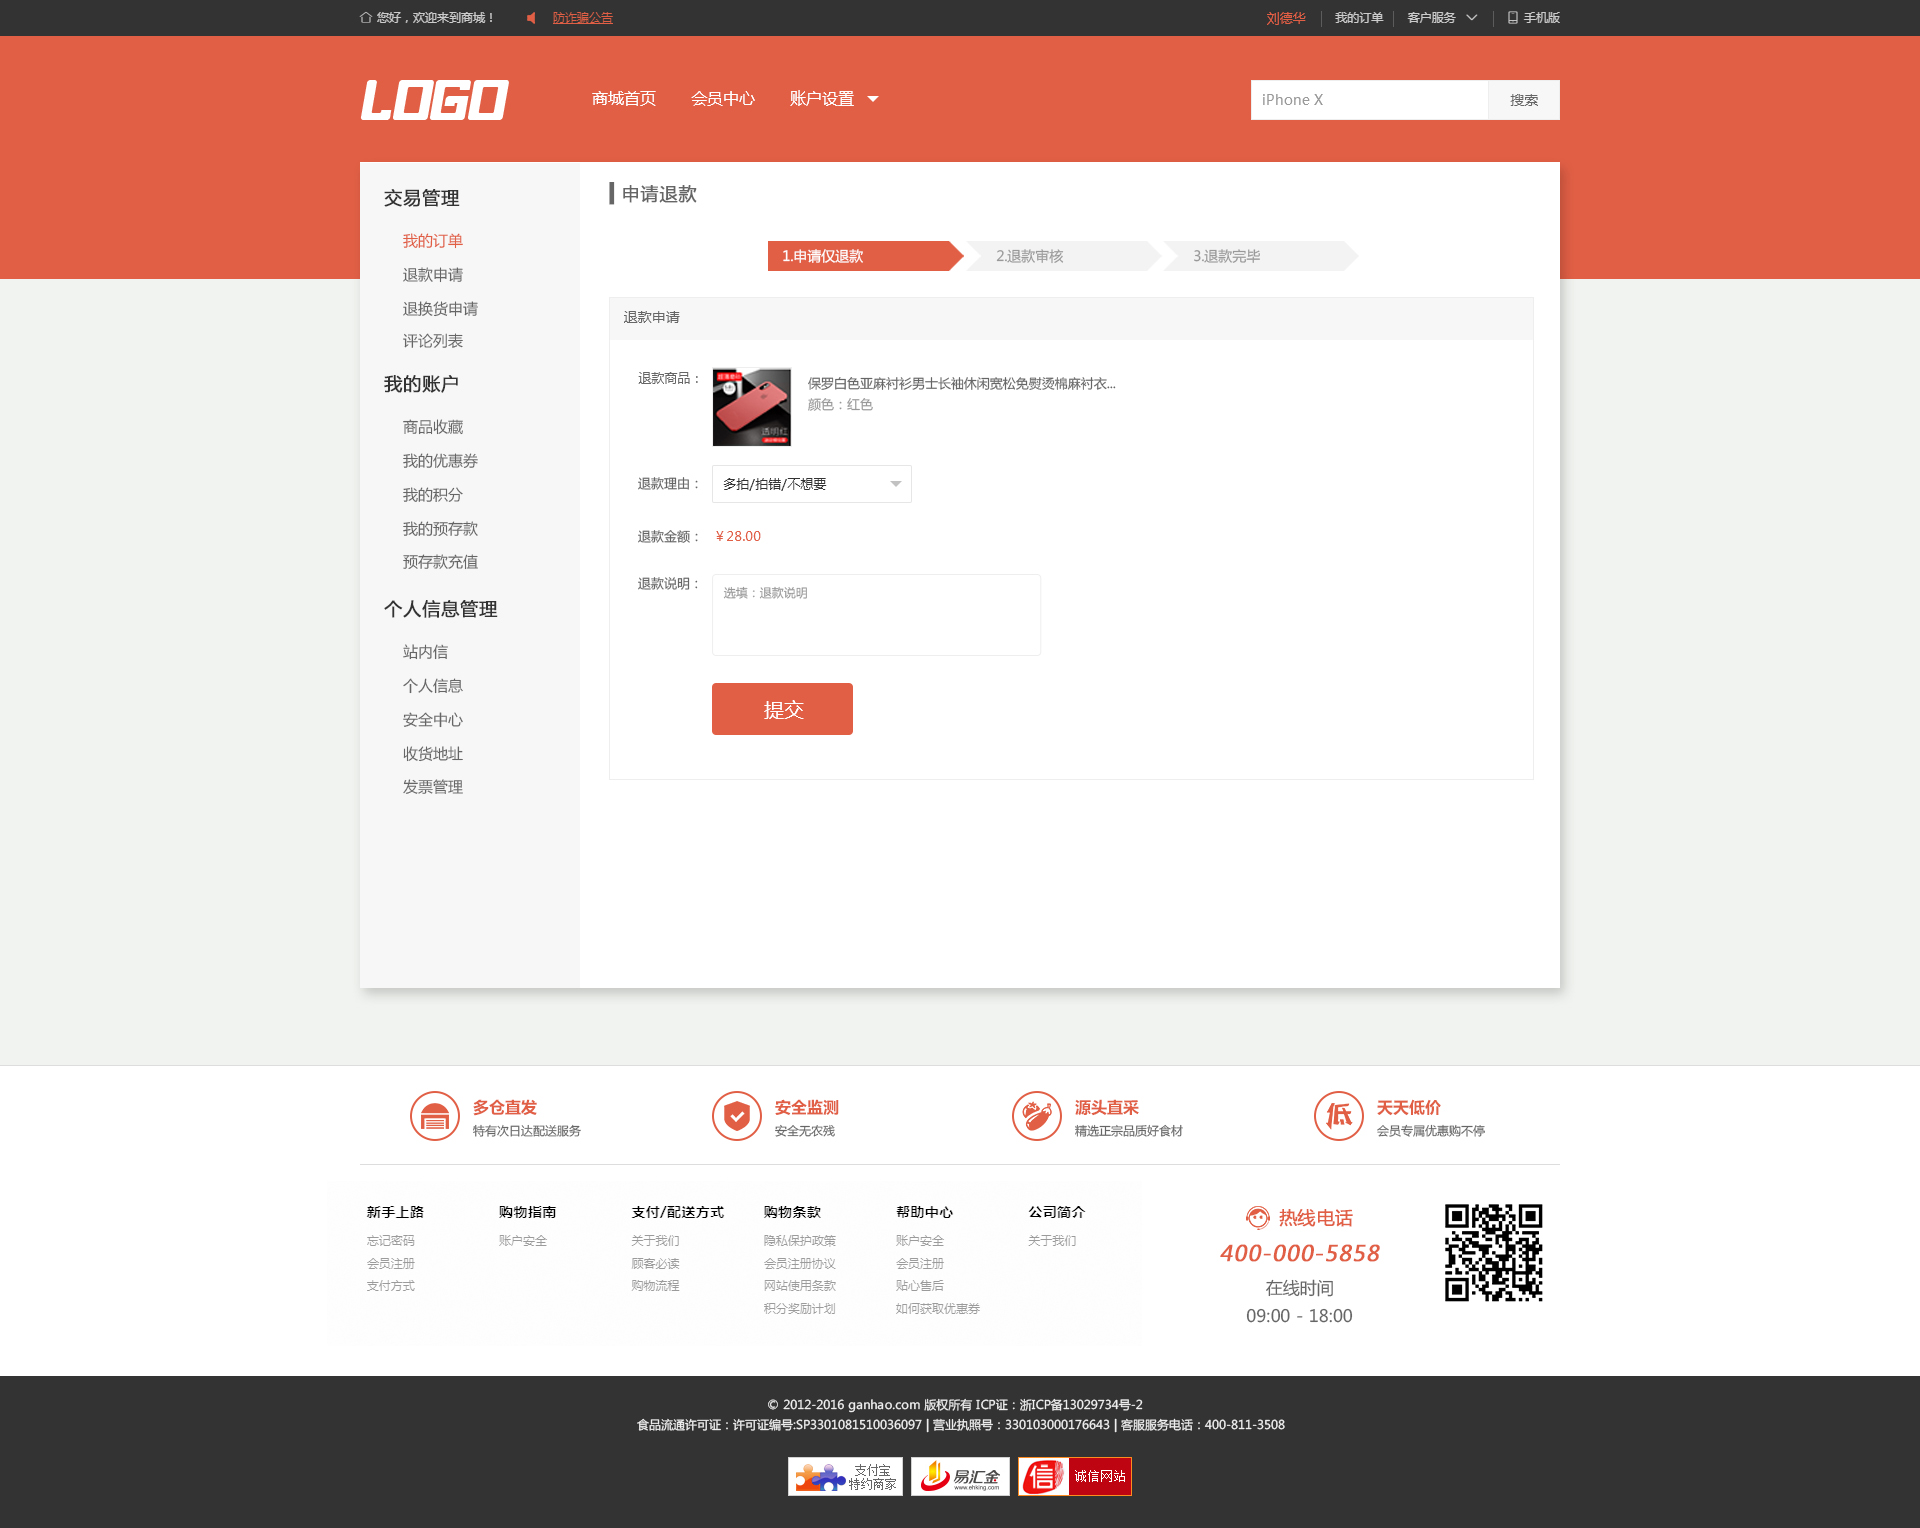 您好，欢迎来到商城！
防诈骗公告
刘德华
我的订单
客户服务
手机版
LOGO
商城首页
会员中心
账户设置
iPhone X
搜索
交易管理
我的订单
退款申请
退换货申请
评论列表
我的账户
商品收藏
我的优惠券
我的积分
我的预存款
预存款充值
个人信息管理
站内信
个人信息
安全中心
收货地址
发票管理
申请退款
1.申请仅退款
2.退款审核
3.退款完毕
退款申请
退款商品：
透明红
保罗白色亚麻衬衫男士长袖休闲宽松免熨烫棉麻衬衣...
颜色：红色
退款理由：
多拍/拍错/不想要
退款金额：
￥28.00
退款说明：
选填：退款说明
提交
多仓直发
特有次日达配送服务
安全监测
安全无农残
源头直采
精选正宗品质好食材
低
天天低价
会员专属优惠购不停
新手上路
忘记密码
会员注册
支付方式
购物指南
账户安全
支付/配送方式
关于我们
顾客必读
购物流程
购物条款
隐私保护政策
会员注册协议
网站使用条款
积分奖励计划
帮助中心
账户安全
会员注册
贴心售后
如何获取优惠券
公司简介
关于我们
热线电话
400-000-5858
在线时间
09:00 - 18:00
© 2012-2016 ganhao.com 版权所有 ICP证：浙ICP备13029734号-2
食品流通许可证：许可证编号:SP3301081510036097 | 营业执照号：330103000176643 | 客服服务电话：400-811-3508
支付宝
特约商家
易汇金
www.ehking.com
信
诚信网站